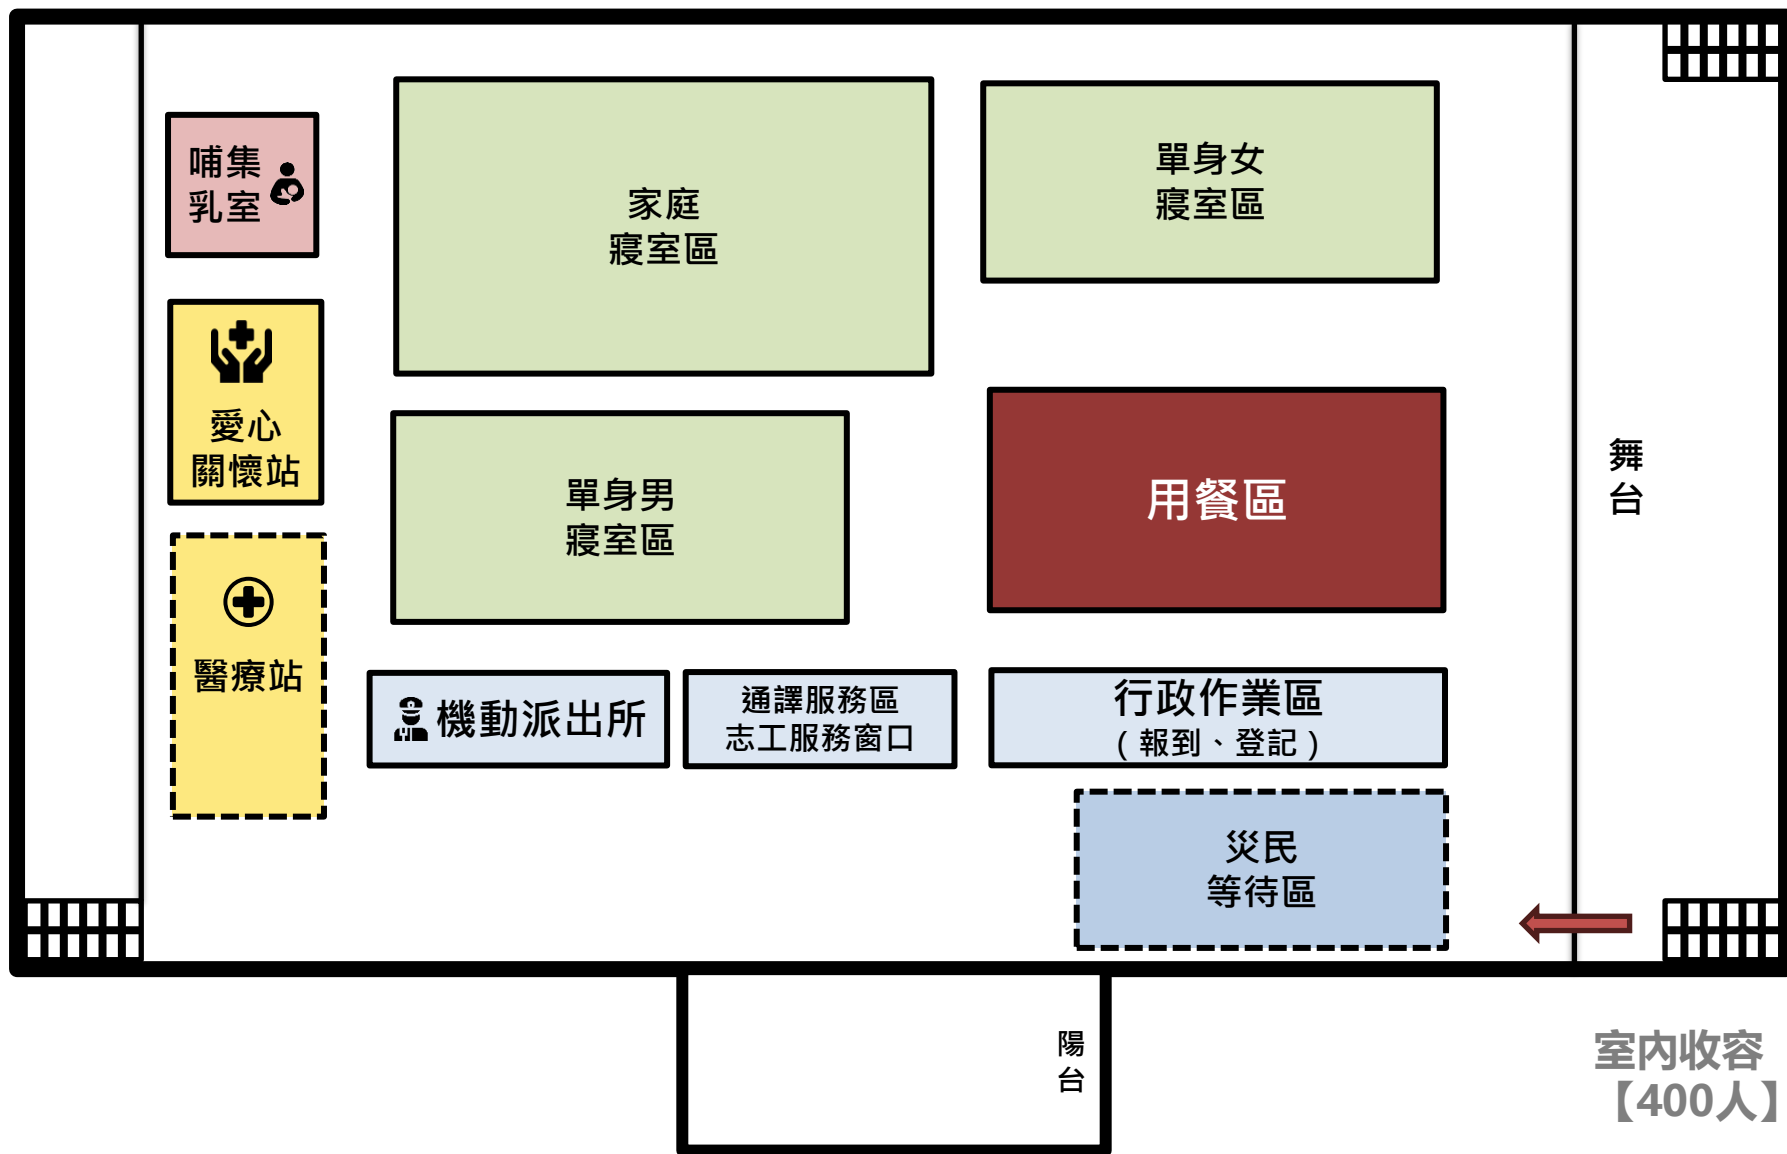 哺集
乳室
家庭
寢室區
單身女
寢室區
愛心
關懷站
單身男
寢室區
用餐區
舞
台
醫療站
機動派出所
通譯服務區
志工服務窗口
行政作業區
（報到、登記）
災民
等待區
陽
台
室內收容
【400人】